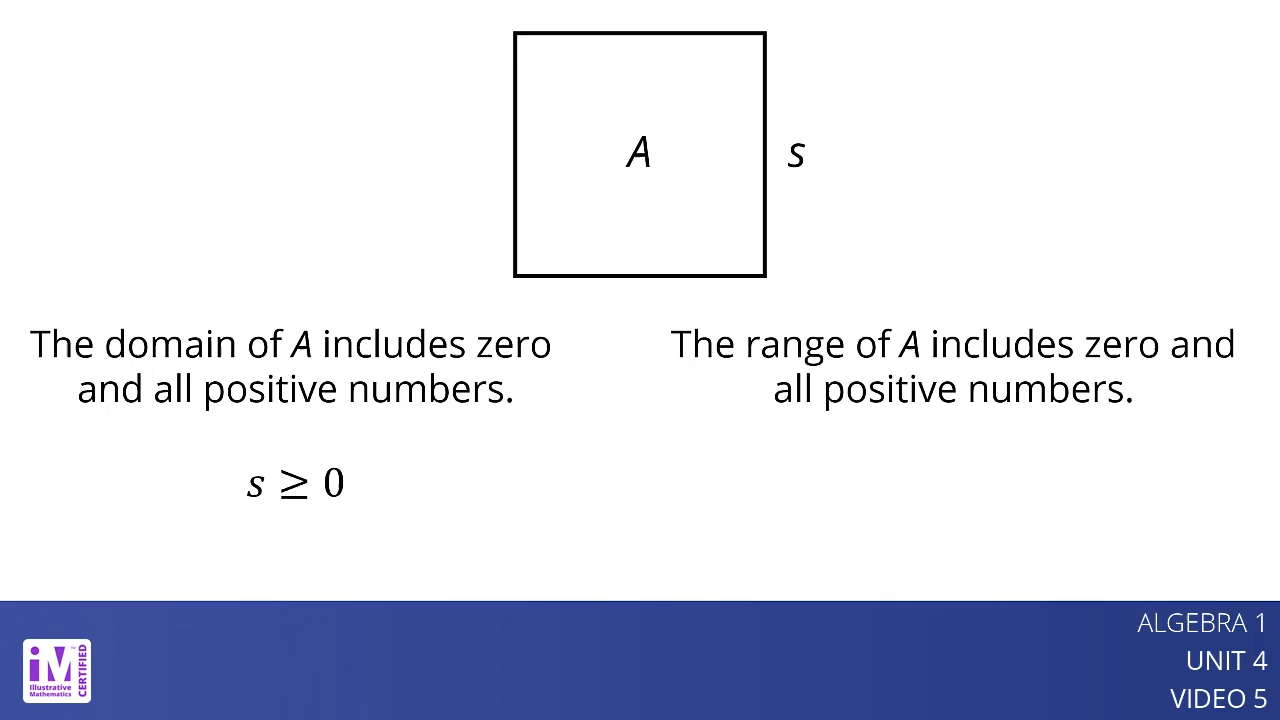 A
s
The domain of A includes zero
and all positive numbers.
s ≥ 0
The range of A includes zero and
all positive numbers.
iM™
Illustrative
Mathematics
CERTIFIED
ALGEBRA 1
UNIT 4
VIDEO 5